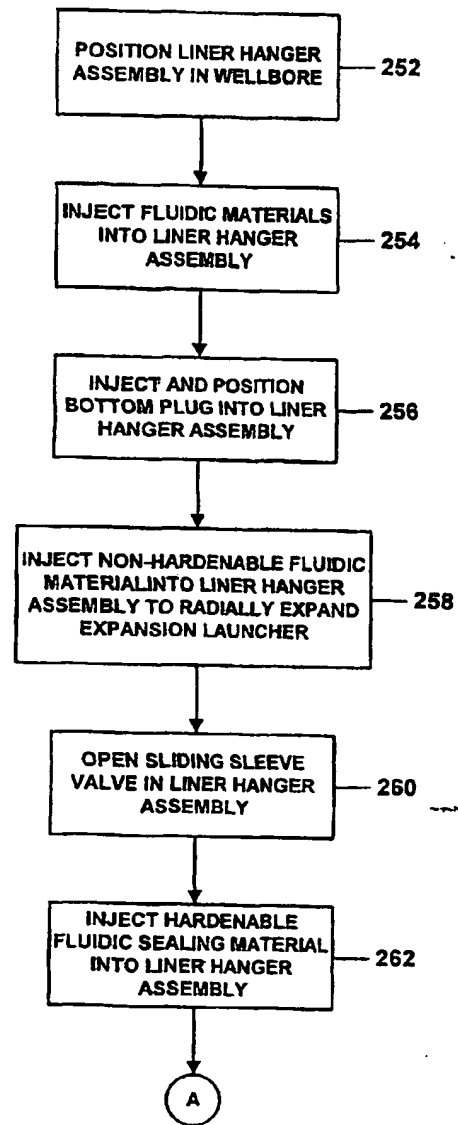 POSITION LINER HANGER
ASSEMBLY IN WELLBORE
252
INJECT FLUIDIC MATERIALS
INTO LINER HANGER
ASSEMBLY
254
INJECT AND POSITION
BOTTOM PLUG INTO LINER
HANGER ASSEMBLY
256
INJECT NON-HARDENABLE FLUIDIC
MATERIALINTO LINER HANGER
ASSEMBLY TO RADIALLY EXPAND
EXPANSION LAUNCHER
258
OPEN SLIDING SLEEVE
VALVE IN LINER HANGER
ASSEMBLY
260
INJECT HARDENABLE
FLUIDIC SEALING MATERIAL
INTO LINER HANGER
ASSEMBLY
262
A